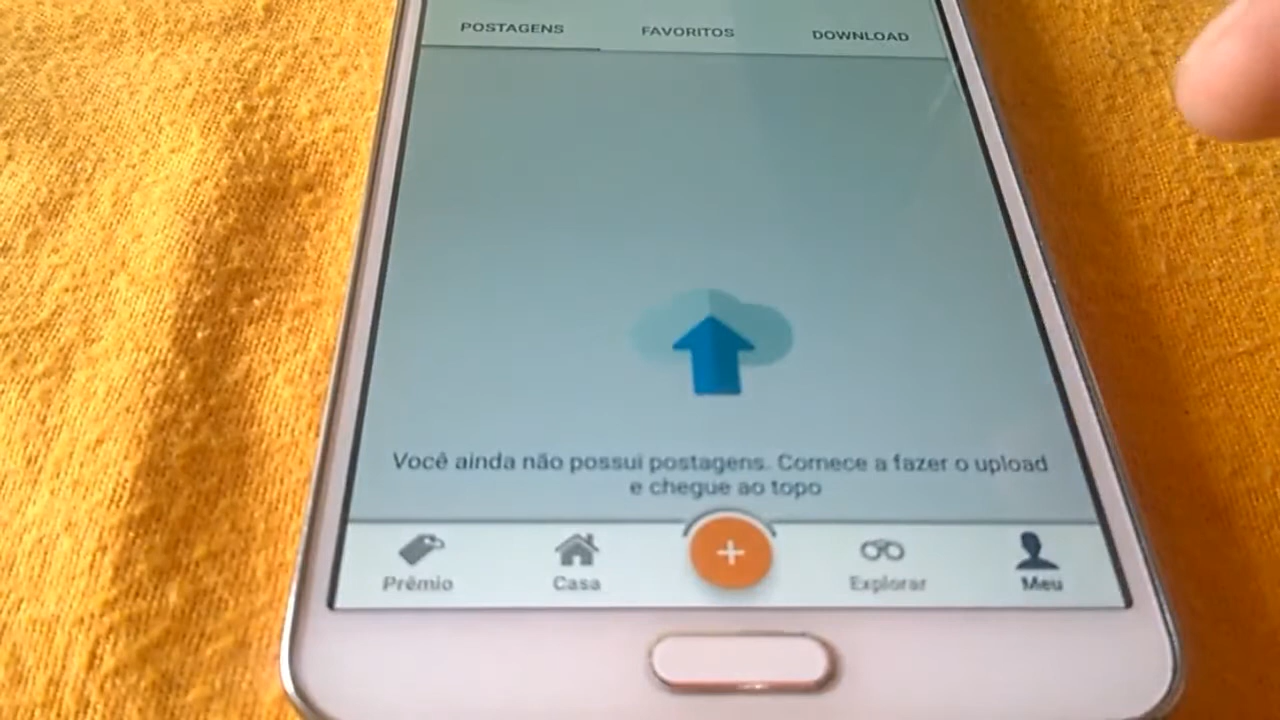 POSTAGENS FAVORITOS DOWNLOAD
Você ainda não possui postagens. Comece a fazer o upload
e chegue ao topo
Prêmio Casa Explorar Meu